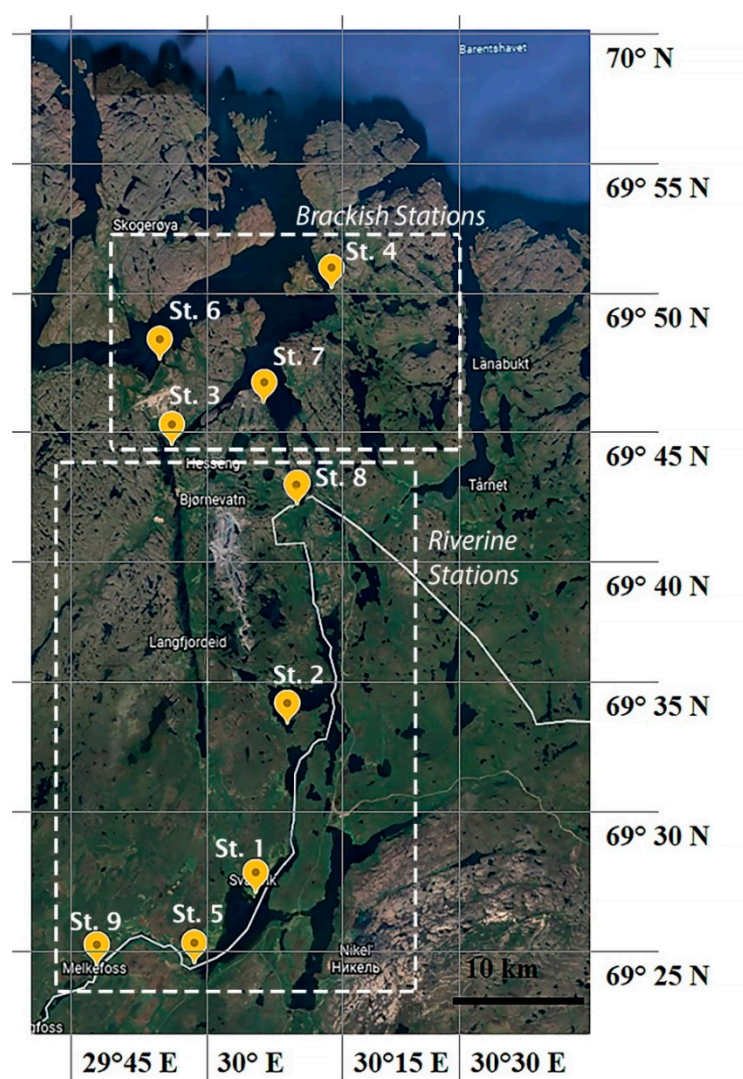 Barentshavet
70° N
69° 55 N
Skogerøya
Brackish Stations
St. 4
69° 50 N
St. 6
Lanabukt
St. 7
St. 3
69° 45 N
Hesseng
St. 8
Tårnet
Bjørnevatn
Riverine
Stations
69° 40 N
Langfjordeid
St. 2
69° 35 N
69° 30 N
St. 1
St. 9
St. 5
Nikel'
Никель
Melkefoss
10 km
69° 25 N
29°45 E
30° E
30°15 E
30°30 E